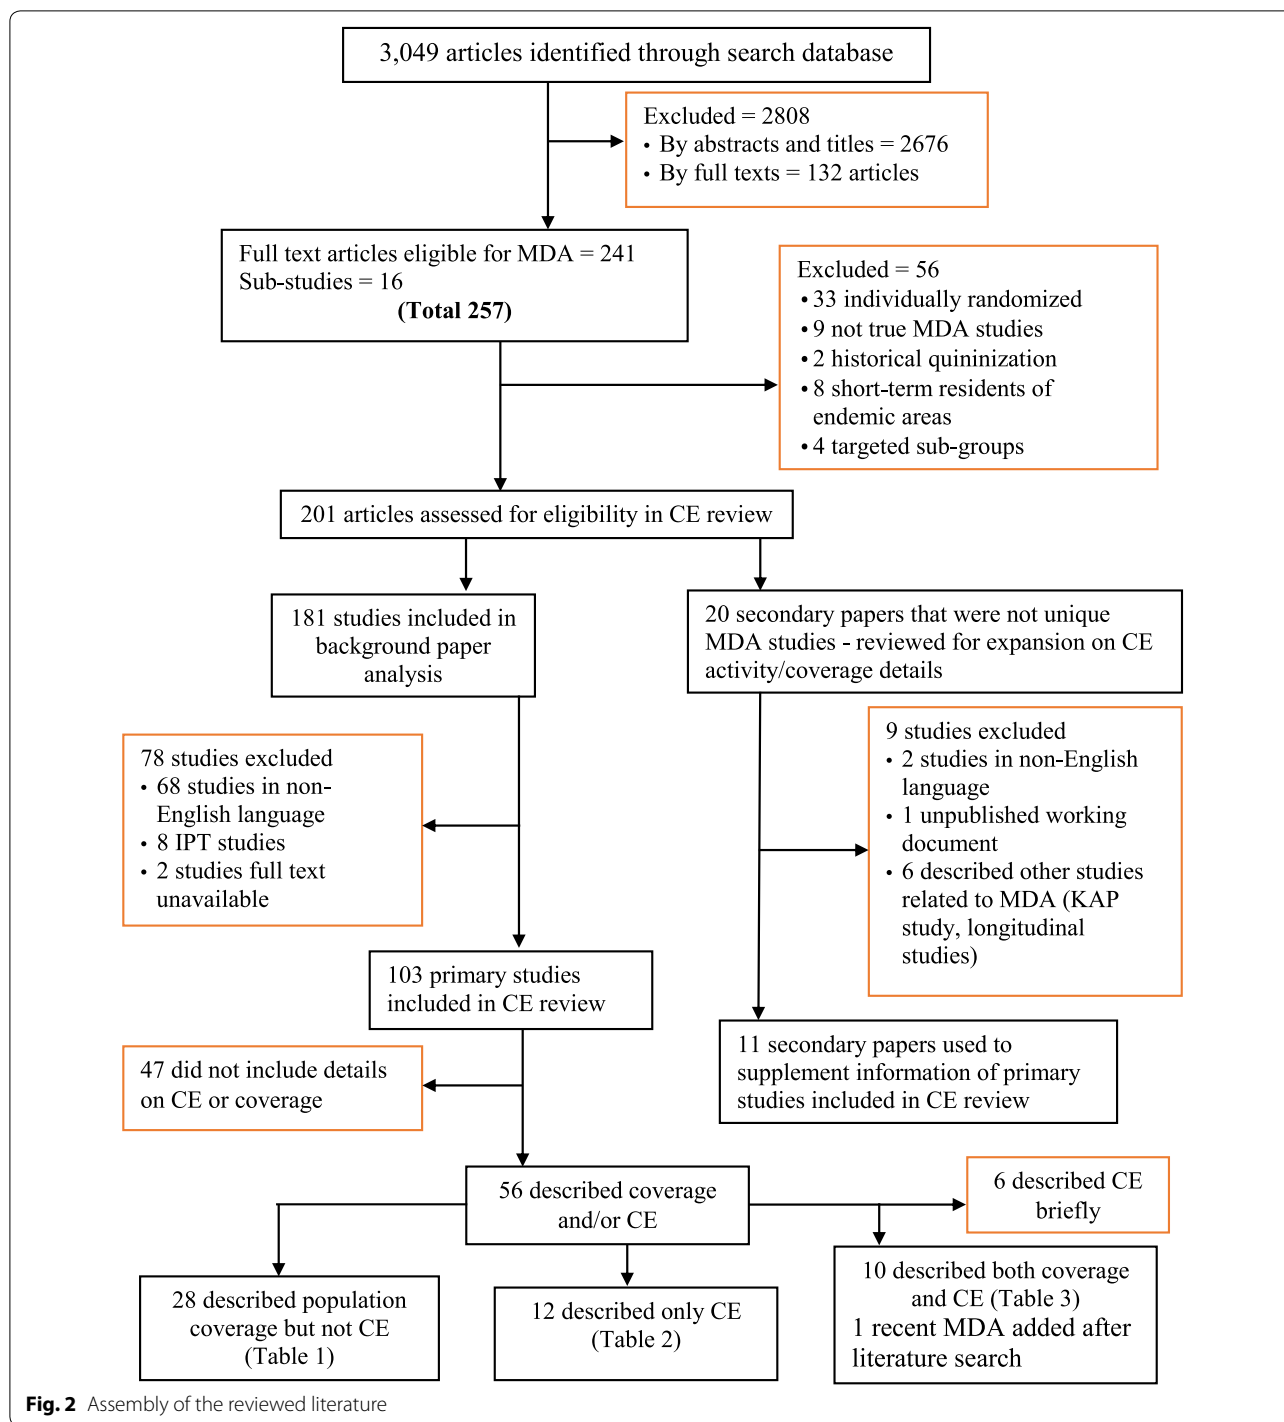 3,049 articles identified through search database
Excluded = 2808
• By abstracts and titles = 2676
• By full texts = 132 articles
Full text articles eligible for MDA = 241
Sub-studies = 16
(Total 257)
Excluded = 56
• 33 individually randomized
• 9 not true MDA studies
• 2 historical quininization
• 8 short-term residents of
endemic areas
• 4 targeted sub-groups
201 articles assessed for eligibility in CE review
181 studies included in
background paper
analysis
20 secondary papers that were not unique
MDA studies - reviewed for expansion on CE
activity/coverage details
78 studies excluded
• 68 studies in non-
English language
• 8 IPT studies
• 2 studies full text
unavailable
9 studies excluded
• 2 studies in non-English
language
• 1 unpublished working
document
• 6 described other studies
related to MDA (KAP
study, longitudinal
studies)
103 primary studies
included in CE review
11 secondary papers used to
supplement information of primary
studies included in CE review
47 did not include details
on CE or coverage
56 described coverage
and/or CE
6 described CE
briefly
28 described population
coverage but not CE
(Table 1)
12 described only CE
(Table 2)
10 described both coverage
and CE (Table 3)
1 recent MDA added after
literature search
Fig. 2 Assembly of the reviewed literature